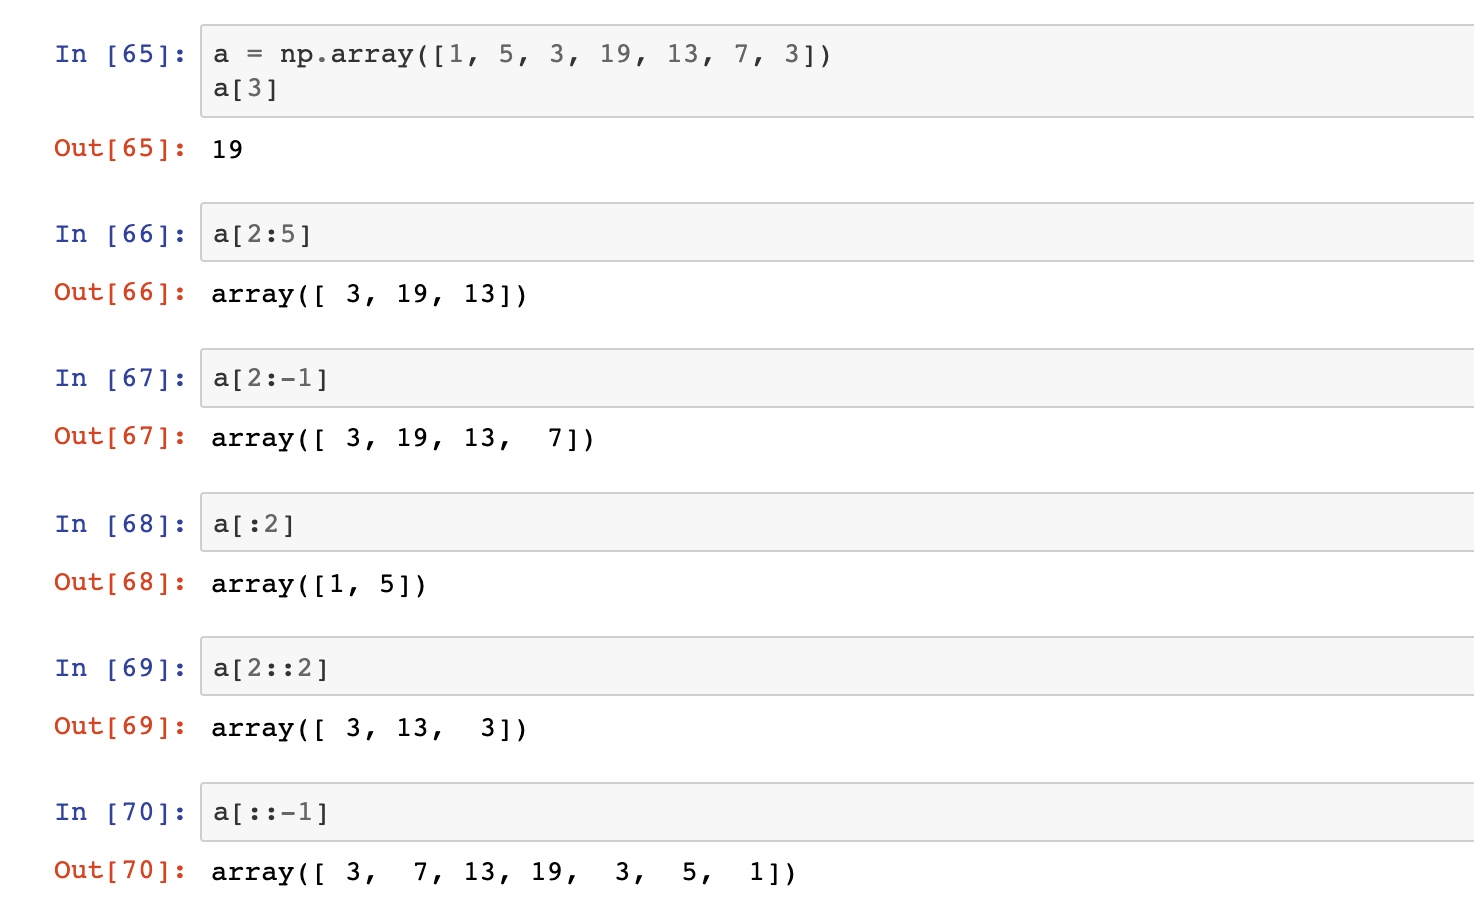 In [65]: a = np.array([1, 5, 3, 19, 13, 7, 3])
a[3]
Out[65]: 19
In [66]: a[2:5]
Out[66]: array([ 3, 19, 13])
In [67]: a[2:-1]
Out[67]: array([ 3, 19, 13,  7])
In [68]: a[:2]
Out[68]: array([1, 5])
In [69]: a[2::2]
Out[69]: array([ 3, 13,  3])
In [70]: a[::-1]
Out[70]: array([ 3,  7, 13, 19,  3,  5,  1])